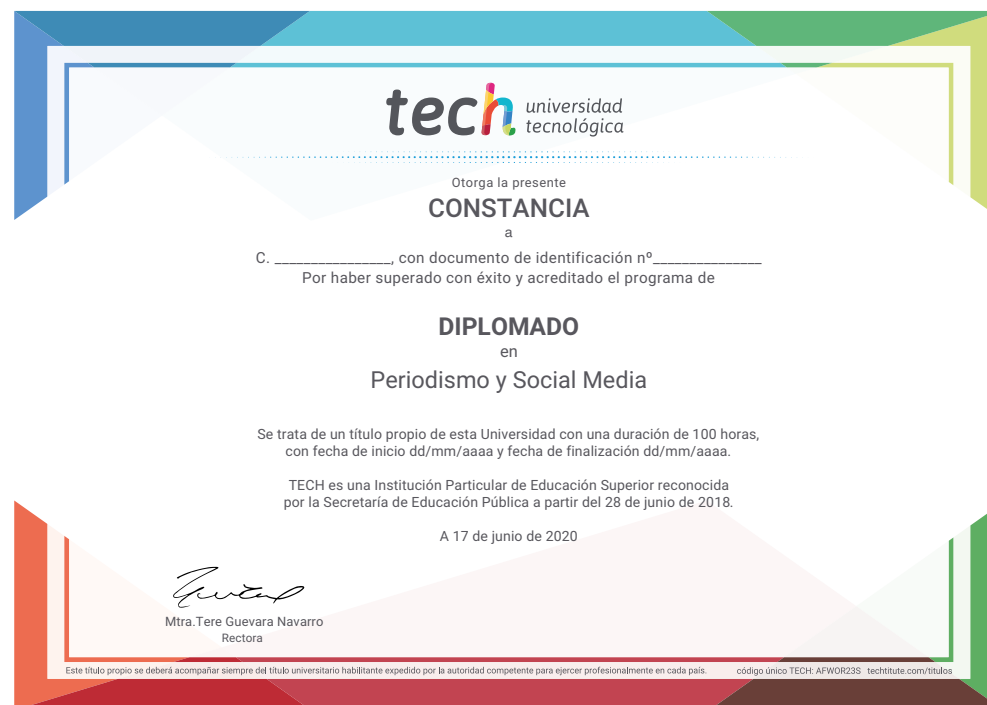 tech universidad
tecnológica
Otorga la presente
CONSTANCIA
a
C. ________________, con documento de identificación nº_______________
Por haber superado con éxito y acreditado el programa de
DIPLOMADO
en
Periodismo y Social Media
Se trata de un título propio de esta Universidad con una duración de 100 horas,
con fecha de inicio dd/mm/aaaa y fecha de finalización dd/mm/aaaa.
TECH es una Institución Particular de Educación Superior reconocida
por la Secretaría de Educación Pública a partir del 28 de junio de 2018.
A 17 de junio de 2020
Mtra.Tere Guevara Navarro
Rectora
Este título propio se deberá acompañar siempre del título universitario habilitante expedido por la autoridad competente para ejercer profesionalmente en cada país. código único TECH: AFWOR23S techtitute.com/titulos